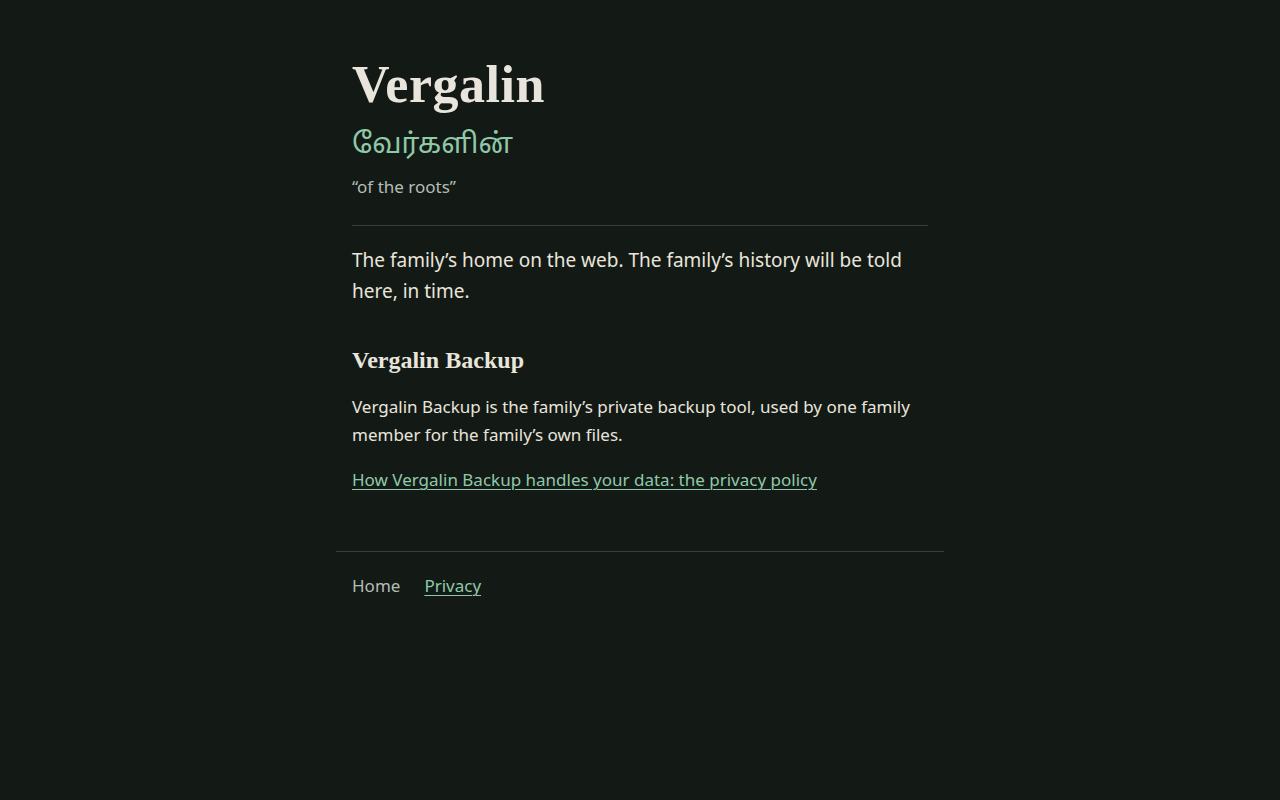 Vergalin
வேர்களின்
“of the roots”
The family’s home on the web. The family’s history will be told
here, in time.
Vergalin Backup
Vergalin Backup is the family’s private backup tool, used by one family
member for the family’s own files.
How Vergalin Backup handles your data: the privacy policy
Home Privacy